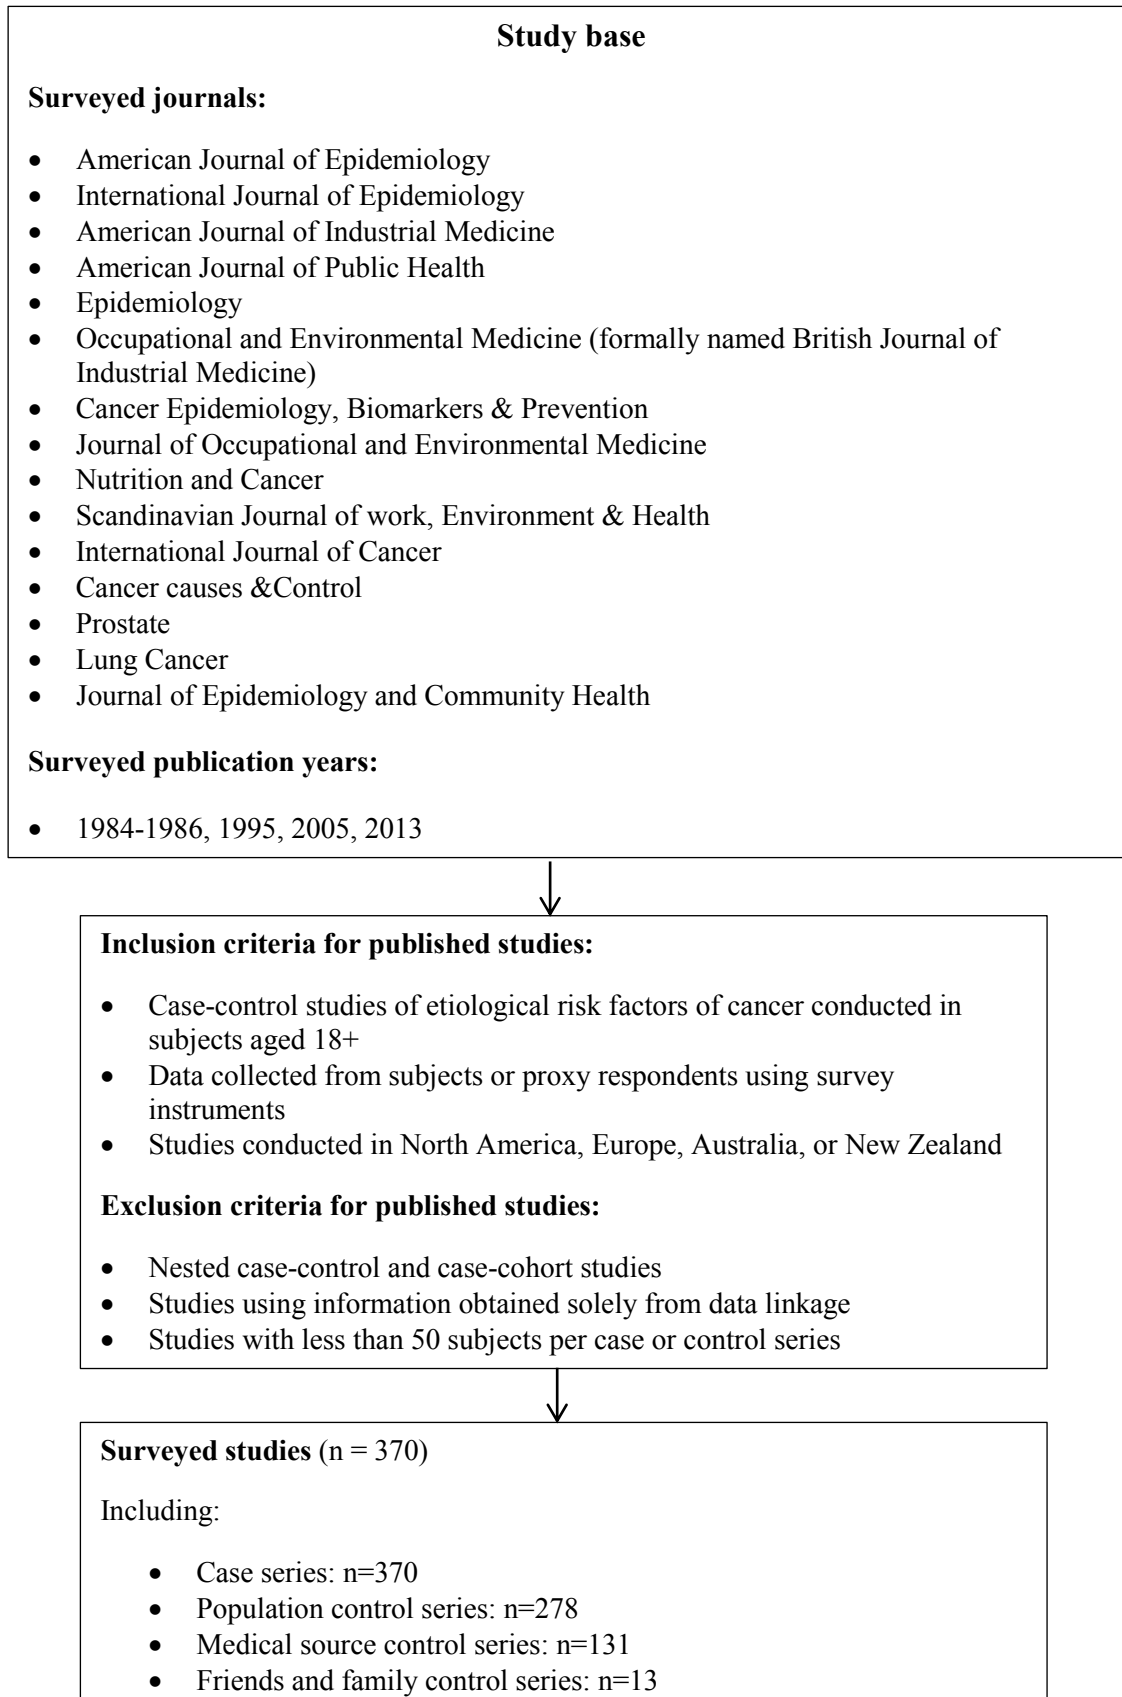 Study base
Surveyed journals:
• American Journal of Epidemiology
• International Journal of Epidemiology
• American Journal of Industrial Medicine
• American Journal of Public Health
• Epidemiology
• Occupational and Environmental Medicine (formally named British Journal of
Industrial Medicine)
• Cancer Epidemiology, Biomarkers & Prevention
• Journal of Occupational and Environmental Medicine
• Nutrition and Cancer
• Scandinavian Journal of work, Environment & Health
• International Journal of Cancer
• Cancer causes &Control
• Prostate
• Lung Cancer
• Journal of Epidemiology and Community Health
Surveyed publication years:
• 1984-1986, 1995, 2005, 2013
Inclusion criteria for published studies:
• Case-control studies of etiological risk factors of cancer conducted in
subjects aged 18+
• Data collected from subjects or proxy respondents using survey
instruments
• Studies conducted in North America, Europe, Australia, or New Zealand
Exclusion criteria for published studies:
• Nested case-control and case-cohort studies
• Studies using information obtained solely from data linkage
• Studies with less than 50 subjects per case or control series
Surveyed studies (n = 370)
Including:
• Case series: n=370
• Population control series: n=278
• Medical source control series: n=131
• Friends and family control series: n=13